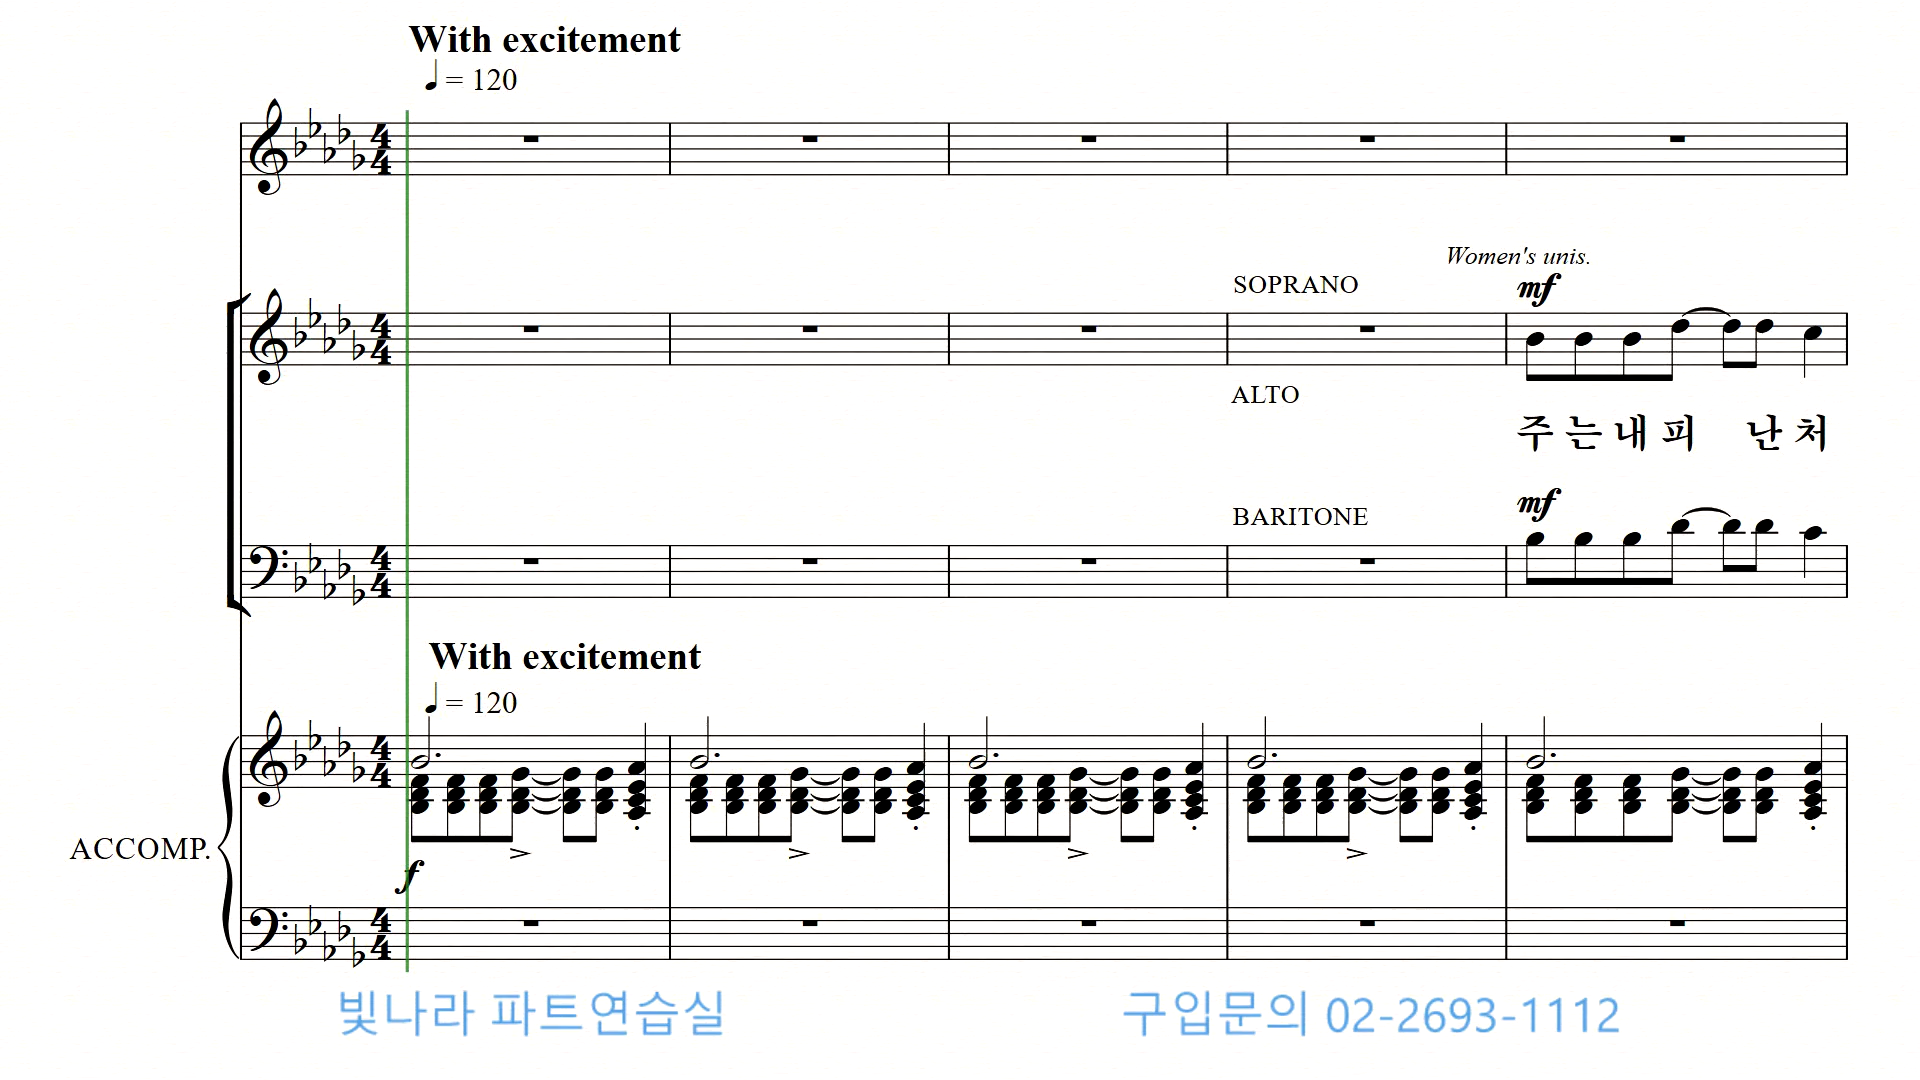 With excitement
♩ = 120
Women's unis.
SOPRANO
mf
ALTO
주는내피 난처
mf
BARITONE
With excitement
♩ = 120
ACCOMP.
f
빛나라 파트연습실
구입문의 02-2693-1112